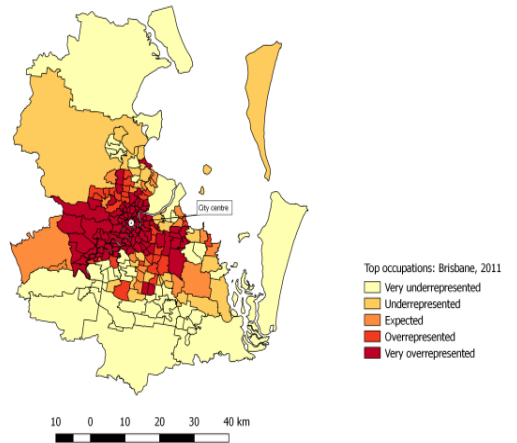 City centre
Top occupations: Brisbane, 2011
Very underrepresented
Underrepresented
Expected
Overrepresented
Very overrepresented
10 0 10 20 30 40 km